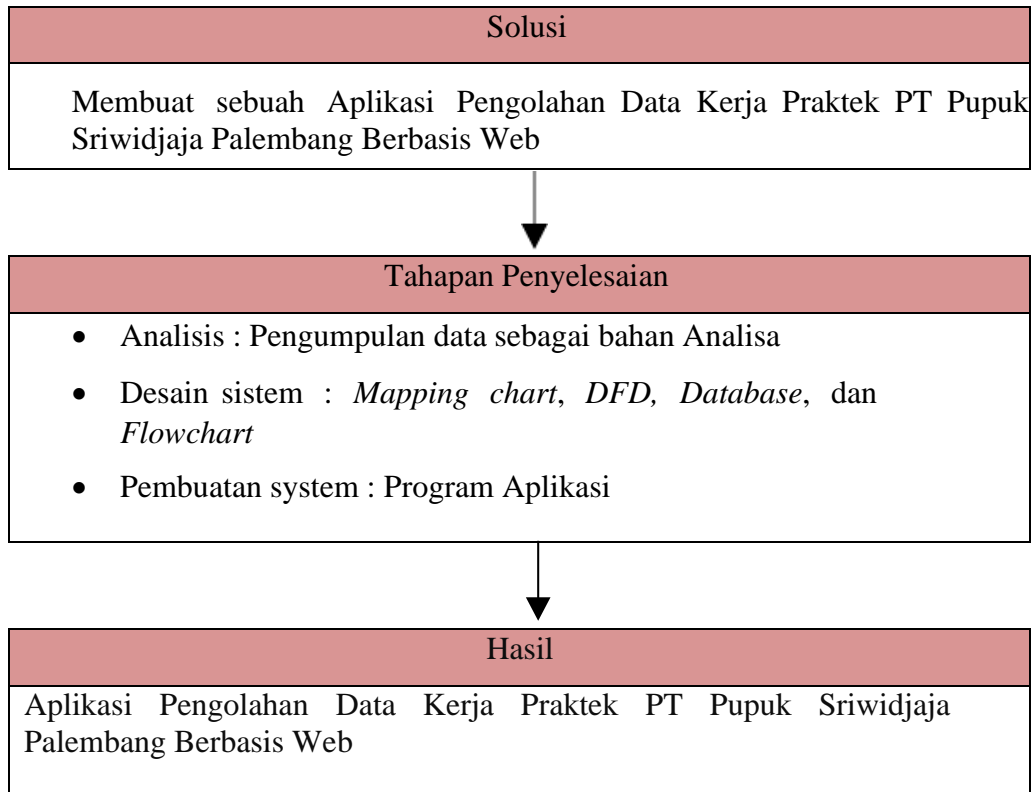 Solusi
Membuat sebuah Aplikasi Pengolahan Data Kerja Praktek PT Pupuk
Sriwidjaja Palembang Berbasis Web
Tahapan Penyelesaian
• Analisis : Pengumpulan data sebagai bahan Analisa
• Desain sistem : Mapping chart, DFD, Database, dan
Flowchart
• Pembuatan system : Program Aplikasi
Hasil
Aplikasi Pengolahan Data Kerja Praktek PT Pupuk Sriwidjaja
Palembang Berbasis Web